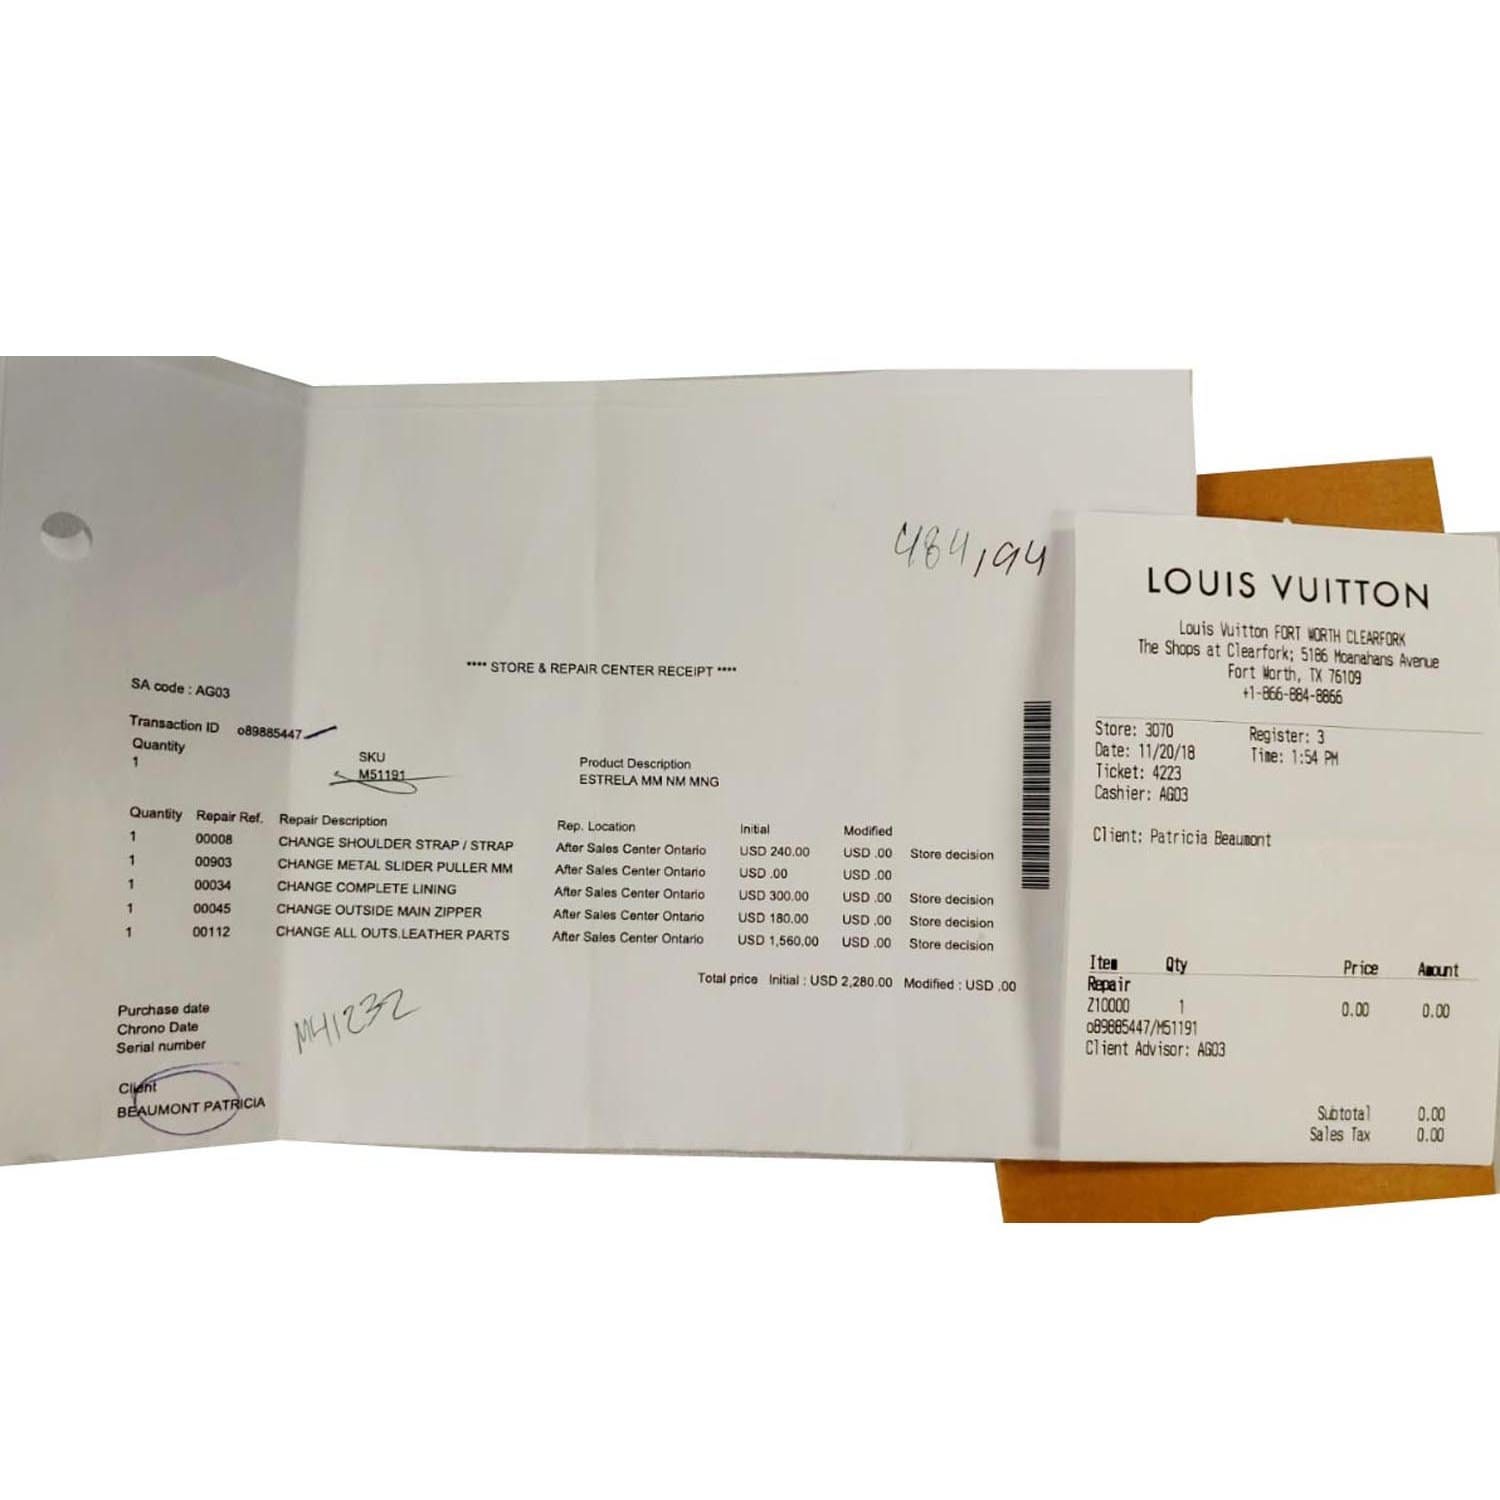 484,94
**** STORE & REPAIR CENTER RECEIPT ****
SA code : AG03
Transaction ID o89885447
Quantity SKU Product Description
1 M51191 ESTRELA MM NM MNG
Quantity Repair Ref. Repair Description Rep. Location Initial Modified
1 00008 CHANGE SHOULDER STRAP / STRAP After Sales Center Ontario USD 240.00 USD .00 Store decision
1 00903 CHANGE METAL SLIDER PULLER MM After Sales Center Ontario USD .00 USD .00
1 00034 CHANGE COMPLETE LINING After Sales Center Ontario USD 300.00 USD .00 Store decision
1 00045 CHANGE OUTSIDE MAIN ZIPPER After Sales Center Ontario USD 180.00 USD .00 Store decision
1 00112 CHANGE ALL OUTS.LEATHER PARTS After Sales Center Ontario USD 1,560.00 USD .00 Store decision
Total price Initial : USD 2,280.00 Modified : USD .00
Purchase date
Chrono Date
Serial number
M41232
Client
BEAUMONT PATRICIA
LOUIS VUITTON
Louis Vuitton FORT WORTH CLEARFORK
The Shops at Clearfork; 5186 Moanahans Avenue
Fort Worth, TX 76109
+1-866-884-8866
Store: 3070 Register: 3
Date: 11/20/18 Time: 1:54 PM
Ticket: 4223
Cashier: AG03
Client: Patricia Beaumont
Item Qty Price Amount
Repair
Z10000 1 0.00 0.00
o89885447/M51191
Client Advisor: AG03
Subtotal 0.00
Sales Tax 0.00